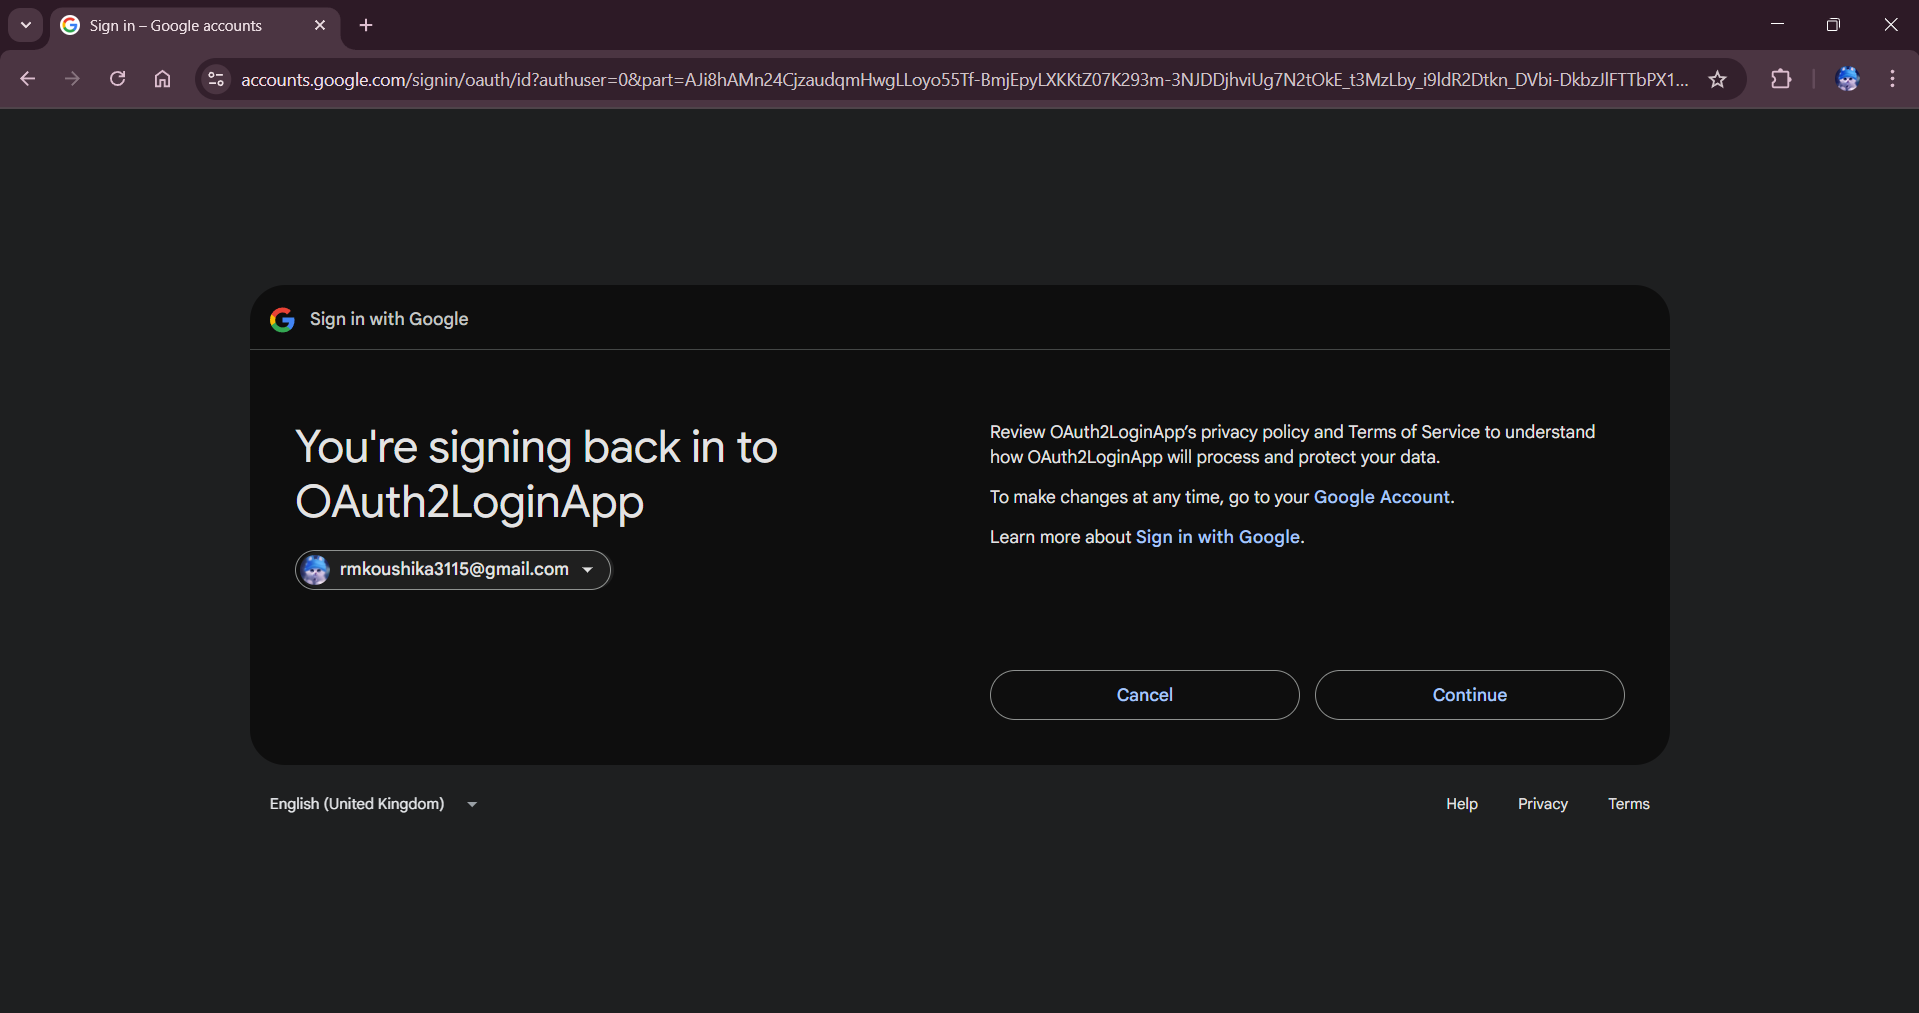 Sign in – Google accounts
accounts.google.com/signin/oauth/id?authuser=0&part=AJi8hAMn24CjzaudqmHwgLLoyo55Tf-BmjEpyLXKKtZ07K293m-3NJDDjhviUg7N2tOkE_t3MzLby_i9ldR2Dtkn_DVbi-DkbzJlFTTbPX1...
Sign in with Google
You're signing back in to
OAuth2LoginApp
rmkoushika3115@gmail.com
Review OAuth2LoginApp’s privacy policy and Terms of Service to understand
how OAuth2LoginApp will process and protect your data.
To make changes at any time, go to your Google Account.
Learn more about Sign in with Google.
Cancel
Continue
English (United Kingdom)
Help
Privacy
Terms